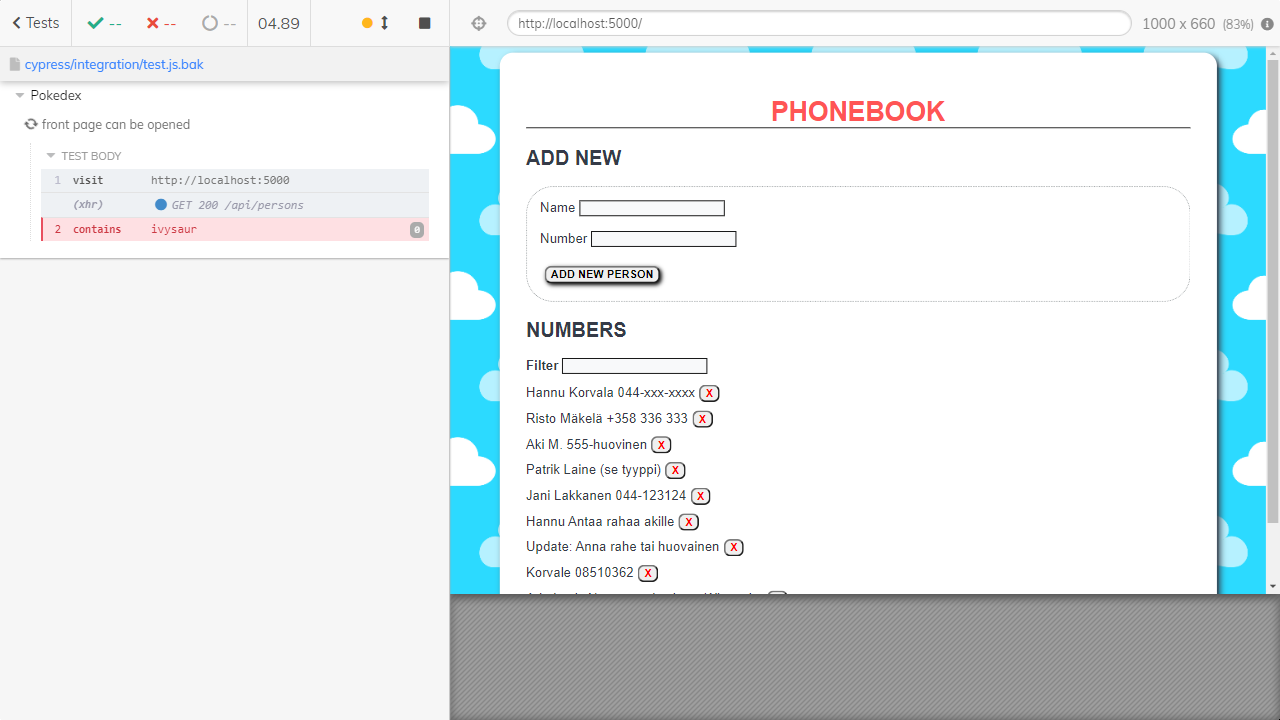 Tests -- -- -- 04.89 http://localhost:5000/ 1000 x 660 (83%)
cypress/integration/test.js.bak
Pokedex
front page can be opened
TEST BODY
1 visit http://localhost:5000
(xhr) GET 200 /api/persons
2 contains ivysaur 0
PHONEBOOK
ADD NEW
Name
Number
ADD NEW PERSON
NUMBERS
Filter
Hannu Korvala 044-xxx-xxxx X
Risto Mäkelä +358 336 333 X
Aki M. 555-huovinen X
Patrik Laine (se tyyppi) X
Jani Lakkanen 044-123124 X
Hannu Antaa rahaa akille X
Update: Anna rahe tai huovainen X
Korvale 08510362 X